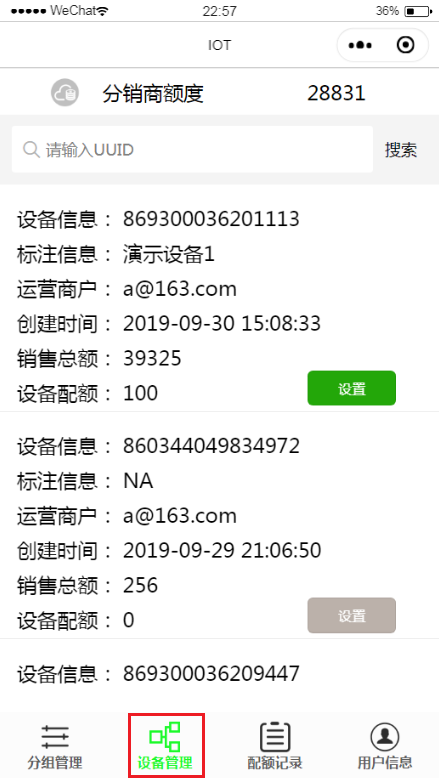 WeChat 22:57 36%
IOT
分销商额度 28831
请输入UUID 搜索
设备信息： 869300036201113
标注信息： 演示设备1
运营商户： a@163.com
创建时间： 2019-09-30 15:08:33
销售总额： 39325
设备配额： 100 设置
设备信息： 860344049834972
标注信息： NA
运营商户： a@163.com
创建时间： 2019-09-29 21:06:50
销售总额： 256
设备配额： 0 设置
设备信息： 869300036209447
分组管理 设备管理 配额记录 用户信息